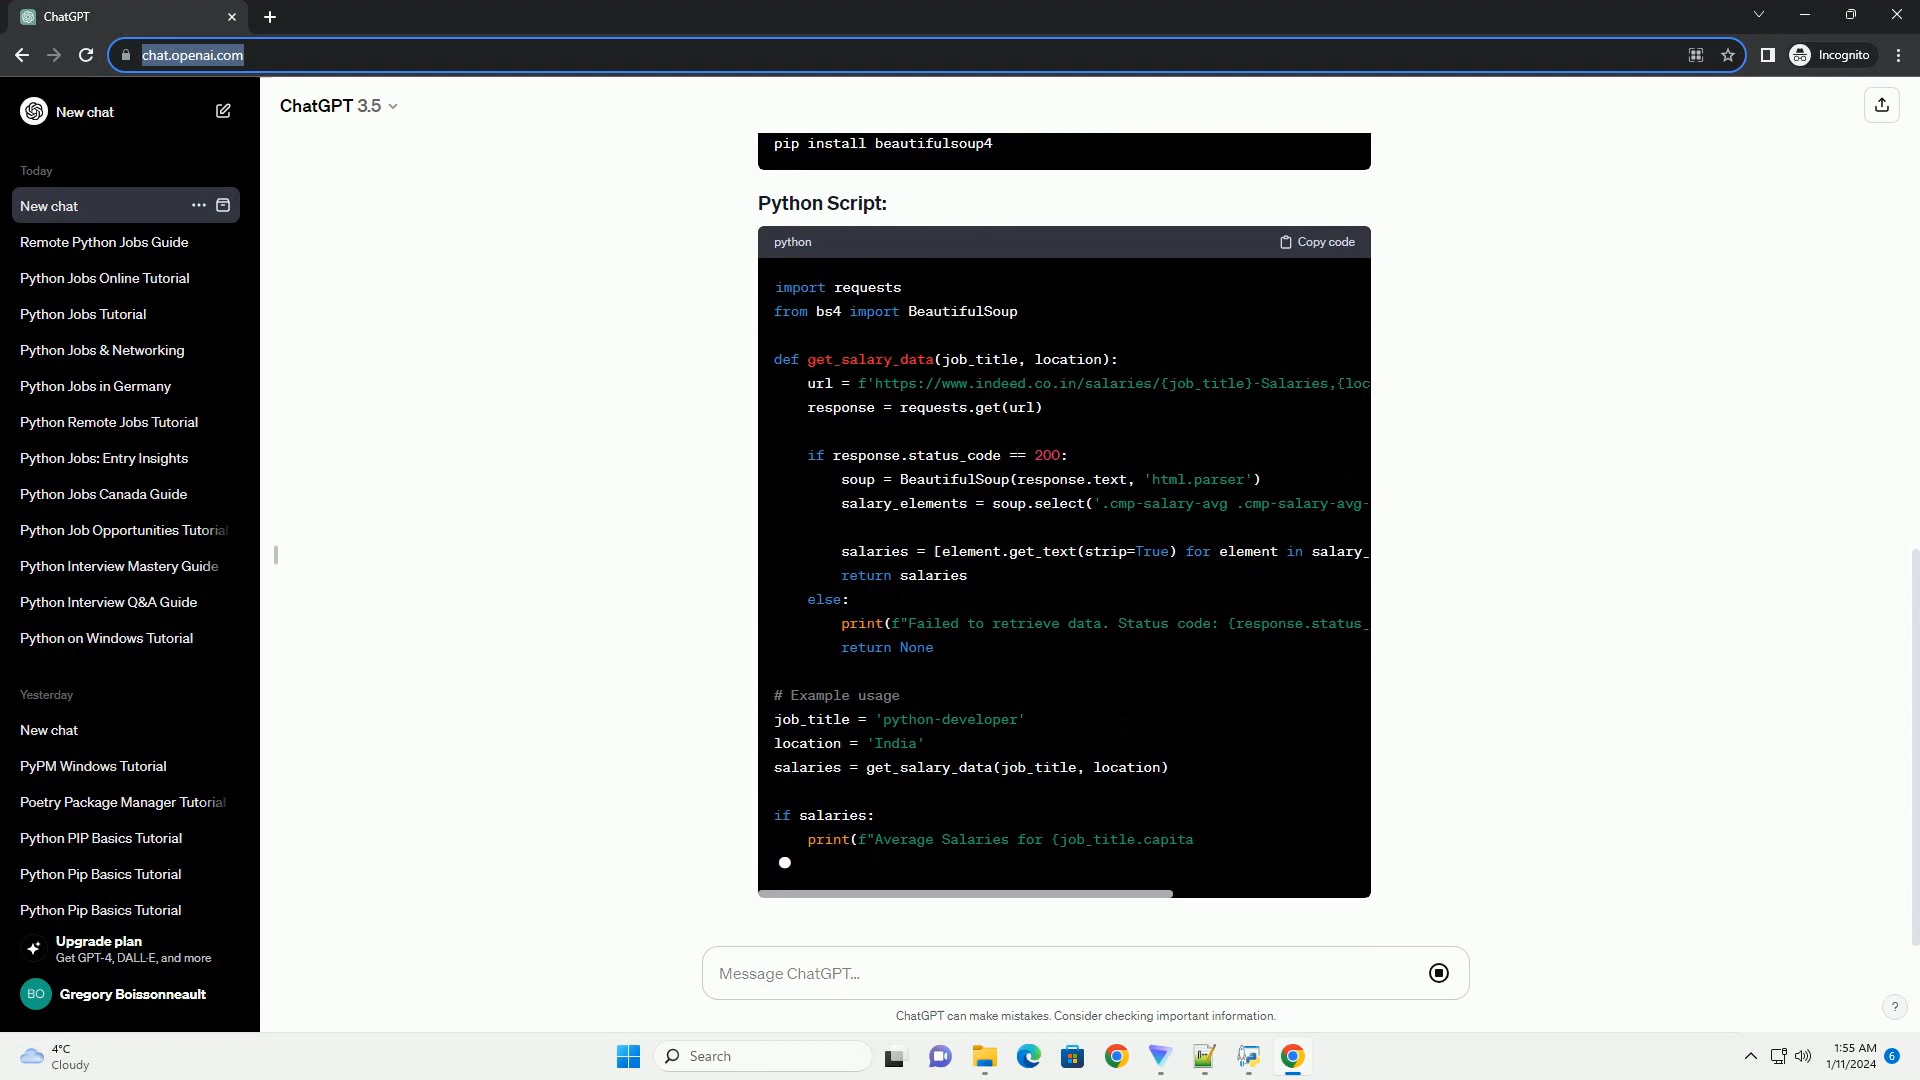 ChatGPT
chat.openai.com
Incognito
New chat
Today
New chat
Remote Python Jobs Guide
Python Jobs Online Tutorial
Python Jobs Tutorial
Python Jobs & Networking
Python Jobs in Germany
Python Remote Jobs Tutorial
Python Jobs: Entry Insights
Python Jobs Canada Guide
Python Job Opportunities Tutorial
Python Interview Mastery Guide
Python Interview Q&A Guide
Python on Windows Tutorial
Yesterday
New chat
PyPM Windows Tutorial
Poetry Package Manager Tutorial
Python PIP Basics Tutorial
Python Pip Basics Tutorial
Python Pip Basics Tutorial
Upgrade plan
Get GPT-4, DALL·E, and more
BO Gregory Boissonneault
ChatGPT 3.5
pip install beautifulsoup4
Python Script:
python Copy code
import requests
from bs4 import BeautifulSoup
def get_salary_data(job_title, location):
url = f'https://www.indeed.co.in/salaries/{job_title}-Salaries,{loc
response = requests.get(url)
if response.status_code == 200:
soup = BeautifulSoup(response.text, 'html.parser')
salary_elements = soup.select('.cmp-salary-avg .cmp-salary-avg-
salaries = [element.get_text(strip=True) for element in salary_
return salaries
else:
print(f"Failed to retrieve data. Status code: {response.status_
return None
# Example usage
job_title = 'python-developer'
location = 'India'
salaries = get_salary_data(job_title, location)
if salaries:
print(f"Average Salaries for {job_title.capita
Message ChatGPT...
ChatGPT can make mistakes. Consider checking important information.
?
4°C
Cloudy
Search
1:55 AM
1/11/2024
6